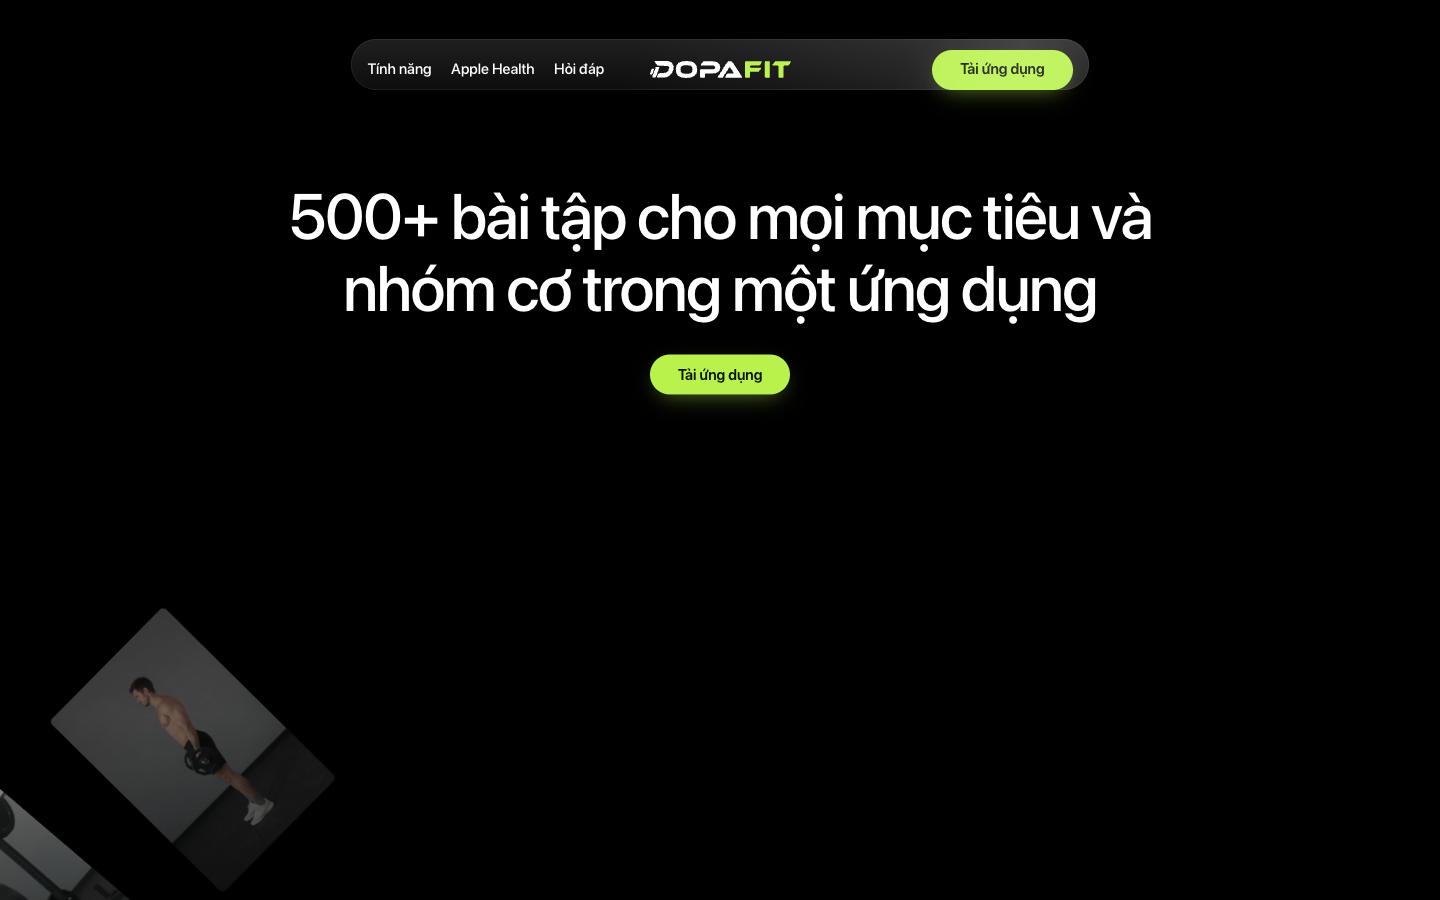 Tính năng
Apple Health
Hỏi đáp
DOPAFIT
Tải ứng dụng
500+ bài tập cho mọi mục tiêu và
nhóm cơ trong một ứng dụng
Tải ứng dụng